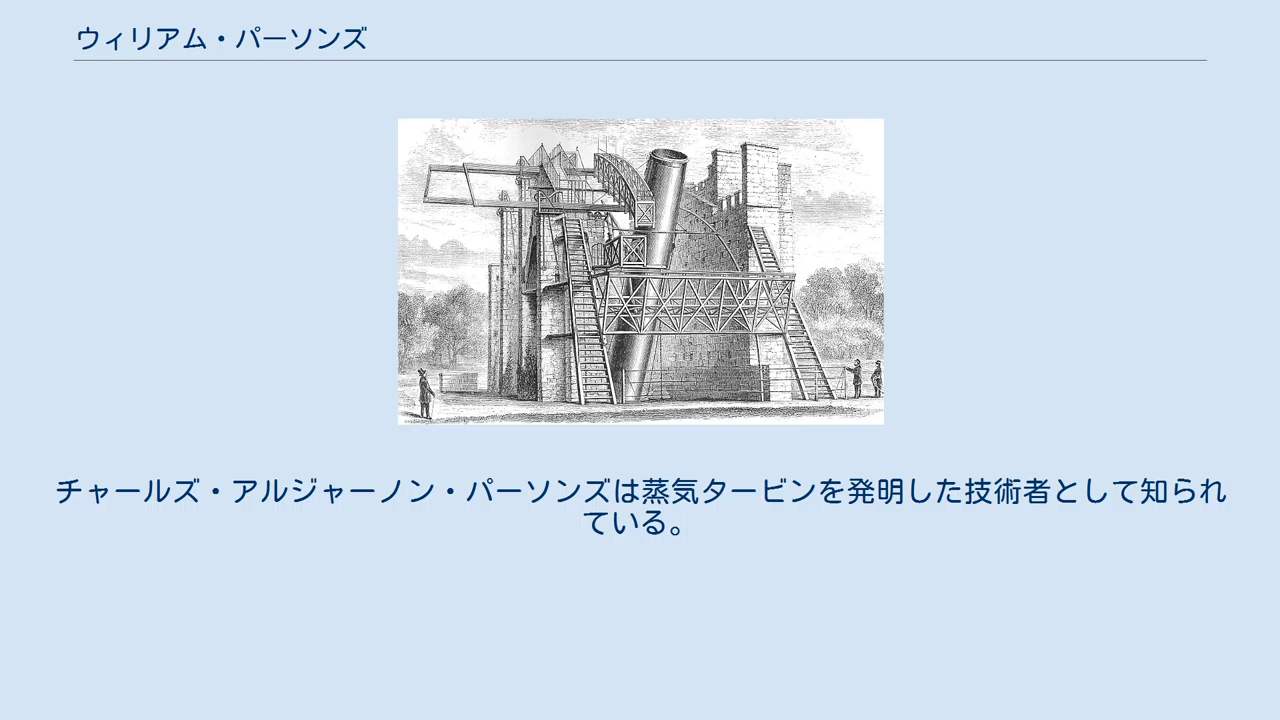 ウィリアム・パーソンズ
チャールズ・アルジャーノン・パーソンズは蒸気タービンを発明した技術者として知られ
ている。